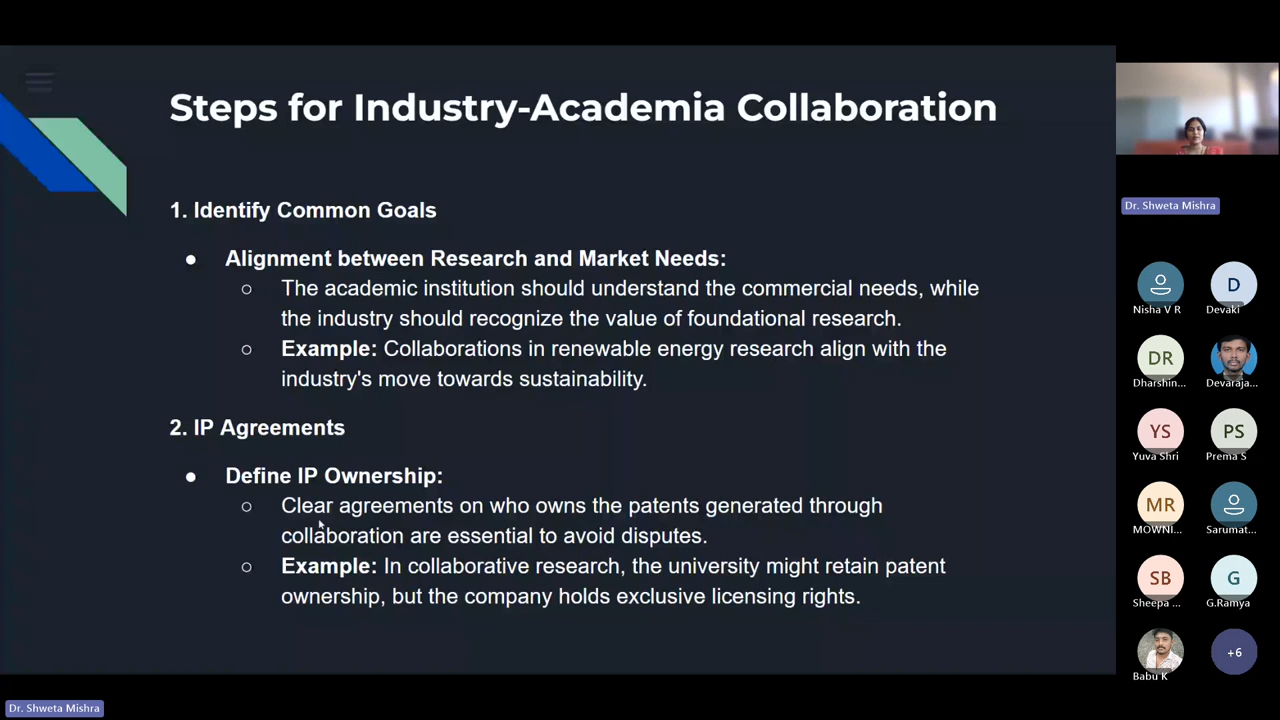 Steps for Industry-Academia Collaboration
1. Identify Common Goals
● Alignment between Research and Market Needs:
○ The academic institution should understand the commercial needs, while
the industry should recognize the value of foundational research.
○ Example: Collaborations in renewable energy research align with the
industry's move towards sustainability.
2. IP Agreements
● Define IP Ownership:
○ Clear agreements on who owns the patents generated through
collaboration are essential to avoid disputes.
○ Example: In collaborative research, the university might retain patent
ownership, but the company holds exclusive licensing rights.
Dr. Shweta Mishra
Nisha V R
D
Devaki
DR
Dharshin...
Devaraja...
YS
Yuva Shri
PS
Prema S
MR
MOWNI...
Sarumat...
SB
Sheepa ...
G
G.Ramya
Babu K
+6
Dr. Shweta Mishra